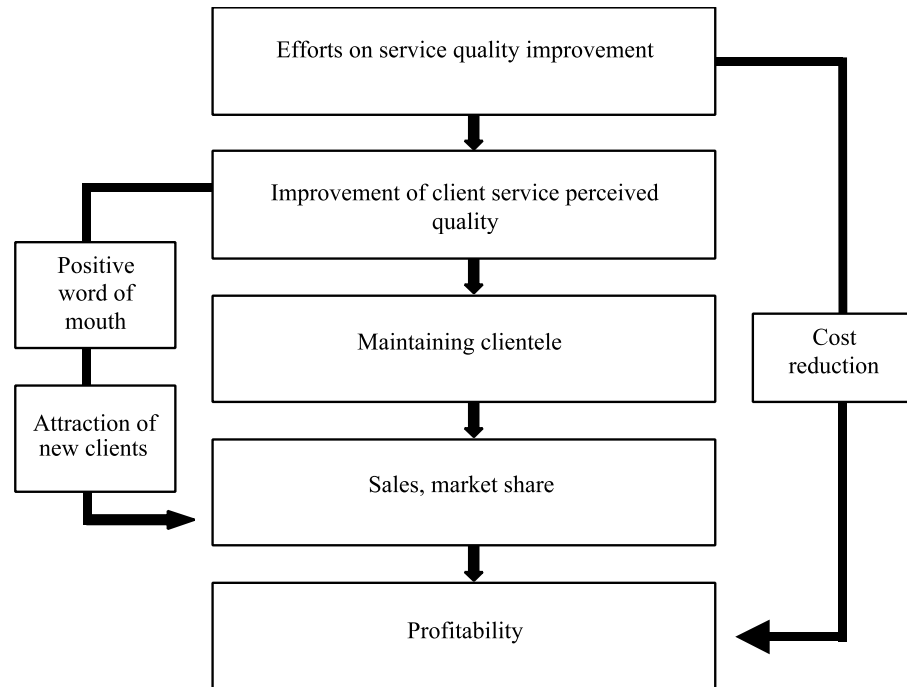 Efforts on service quality improvement
Improvement of client service perceived
quality
Positive
word of
mouth
Maintaining clientele
Cost
reduction
Attraction of
new clients
Sales, market share
Profitability